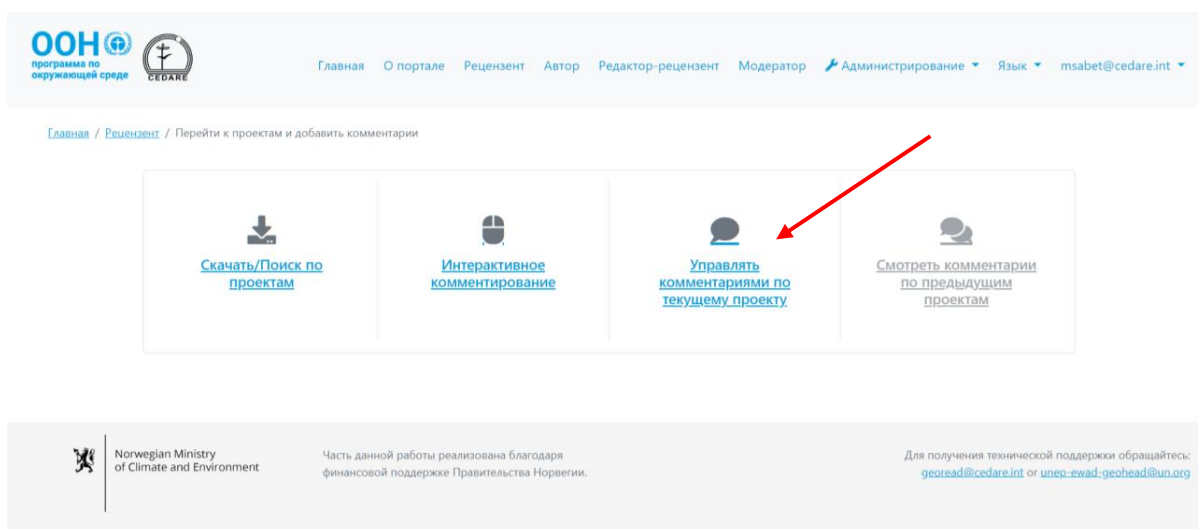 ООН
программа по
окружающей среде
CEDARE
Главная О портале Рецензент Автор Редактор-рецензент Модератор Администрирование Язык msabet@cedare.int
Главная / Рецензент / Перейти к проектам и добавить комментарии
Скачать/Поиск по
проектам
Интерактивное
комментирование
Управлять
комментариями по
текущему проекту
Смотреть комментарии
по предыдущим
проектам
Norwegian Ministry
of Climate and Environment
Часть данной работы реализована благодаря
финансовой поддержке Правительства Норвегии.
Для получения технической поддержки обращайтесь:
georead@cedare.int or unep-ewad-geohead@un.org